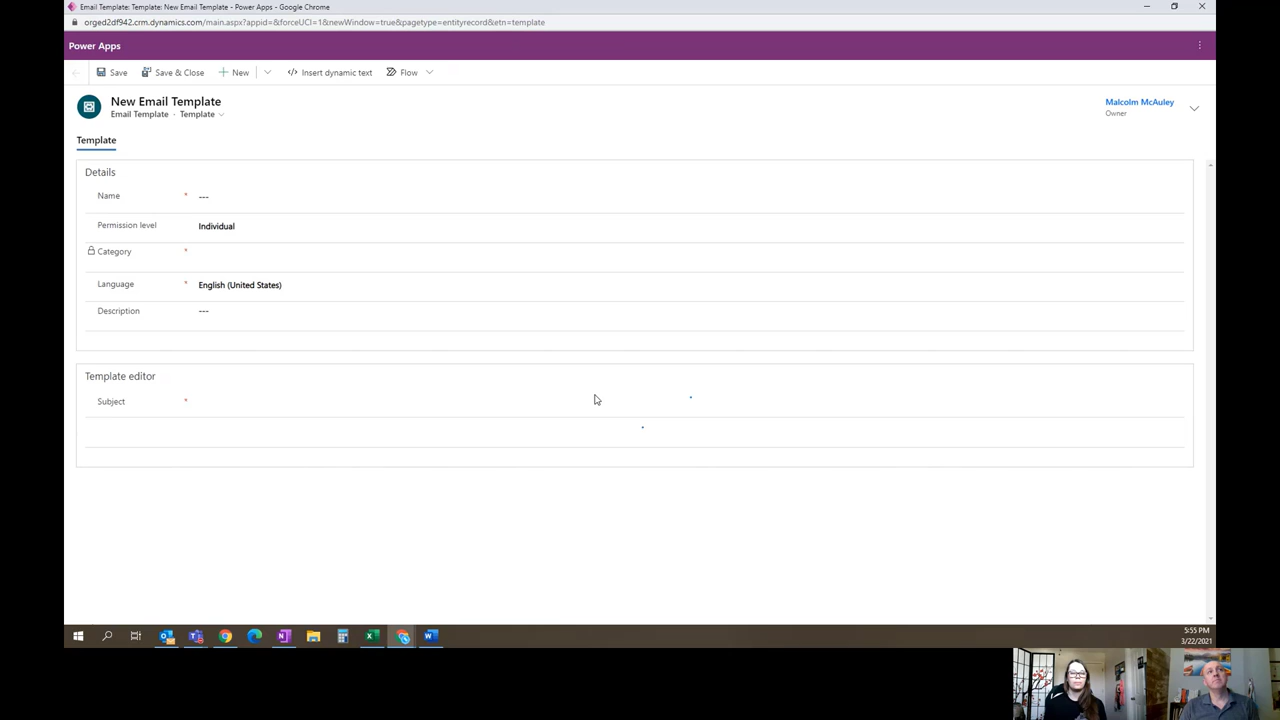 Email Template: Template: New Email Template - Power Apps - Google Chrome
orged2df942.crm.dynamics.com/main.aspx?appid=&forceUCI=1&newWindow=true&pagetype=entityrecord&etn=template
Power Apps
Save Save & Close New Insert dynamic text Flow
New Email Template
Email Template · Template
Malcolm McAuley
Owner
Template
Details
Name * ---
Permission level Individual
Category *
Language * English (United States)
Description ---
Template editor
Subject *
5:55 PM
3/22/2021